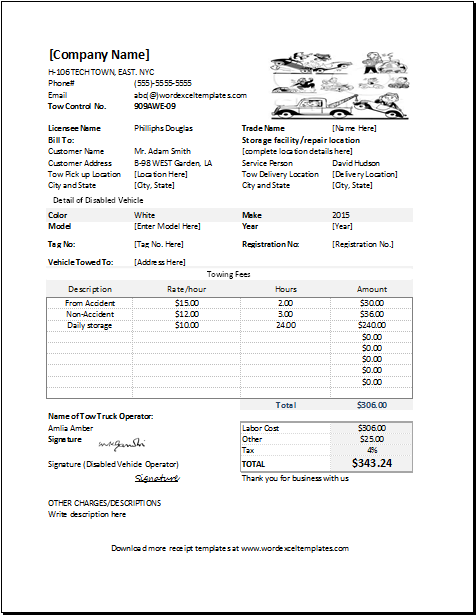 [Company Name]
H-106 TECH TOWN, EAST. NYC
Phone# (555)-5555-5555
Email abc@wordexceltemplates.com
Tow Control No. 909AWE-09
Licensee Name Philliphs Douglas Trade Name [Name Here]
Bill To: Storage facility/repair location
Customer Name Mr. Adam Smith [complete location details here]
Customer Address B-98 WEST Garden, LA Service Person David Hudson
Tow Pick up Location [Location Here] Tow Delivery Location [Delivery Location]
City and State [City, State] City and State [City, State]
Detail of Disabled Vehicle
Color White Make 2015
Model [Enter Model Here] Year [Year]
Tag No: [Tag No. Here] Registration No: [Registration No.]
Vehicle Towed To: [Address Here]
Towing Fees
Description Rate/hour Hours Amount
From Accident $15.00 2.00 $30.00
Non-Accident $12.00 3.00 $36.00
Daily storage $10.00 24.00 $240.00
$0.00
$0.00
$0.00
$0.00
$0.00
Total $306.00
Name of Tow Truck Operator:
Amlia Amber Labor Cost $306.00
Signature Other $25.00
Tax 4%
Signature (Disabled Vehicle Operator) TOTAL $343.24
Signature Thank you for business with us
OTHER CHARGES/DESCRIPTIONS
Write description here
Download more receipt templates at www.wordexceltemplates.com